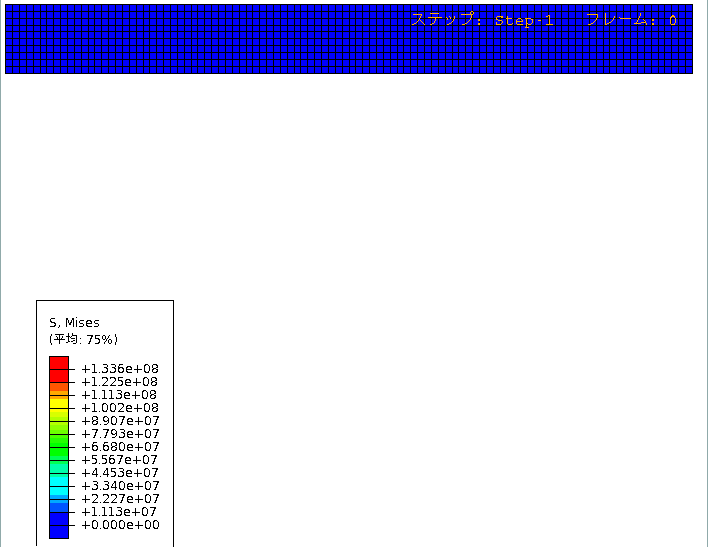 ステップ: Step-1 フレーム: 0
S, Mises
(平均: 75%)
+1.336e+08
+1.225e+08
+1.113e+08
+1.002e+08
+8.907e+07
+7.793e+07
+6.680e+07
+5.567e+07
+4.453e+07
+3.340e+07
+2.227e+07
+1.113e+07
+0.000e+00